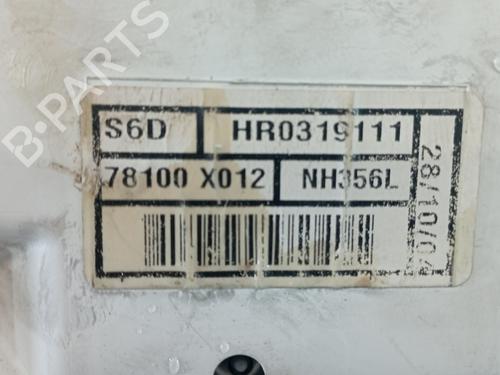 B-PARTS
S6D HR0319111
78100 X012 NH356L
28/10/04